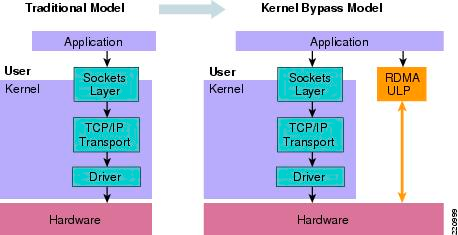 Traditional Model
Kernel Bypass Model
Application
User
Kernel
Sockets
Layer
TCP/IP
Transport
Driver
Hardware
Application
User
Kernel
Sockets
Layer
TCP/IP
Transport
Driver
RDMA
ULP
Hardware
220999